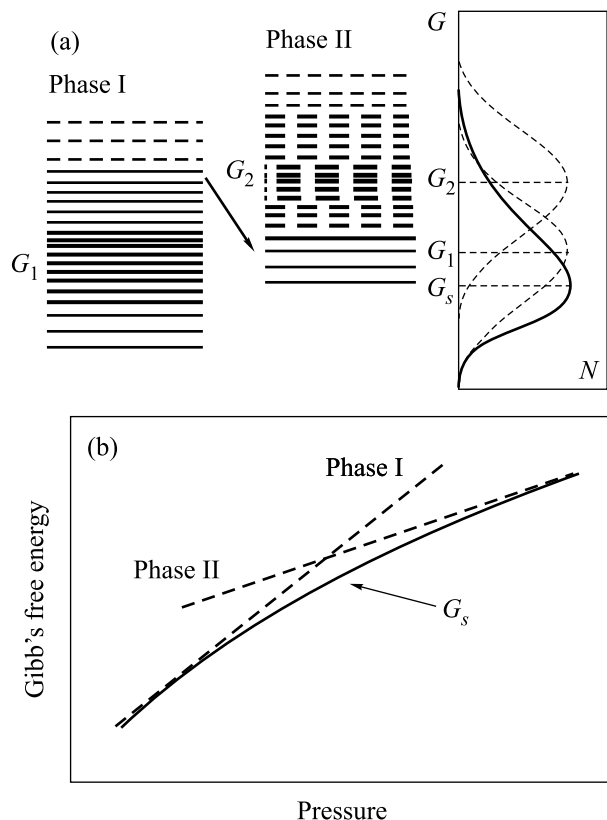 (a)
Phase I
G1
Phase II
G2
G
G2
G1
Gs
N
(b)
Phase I
Phase II
Gs
Gibb's free energy
Pressure